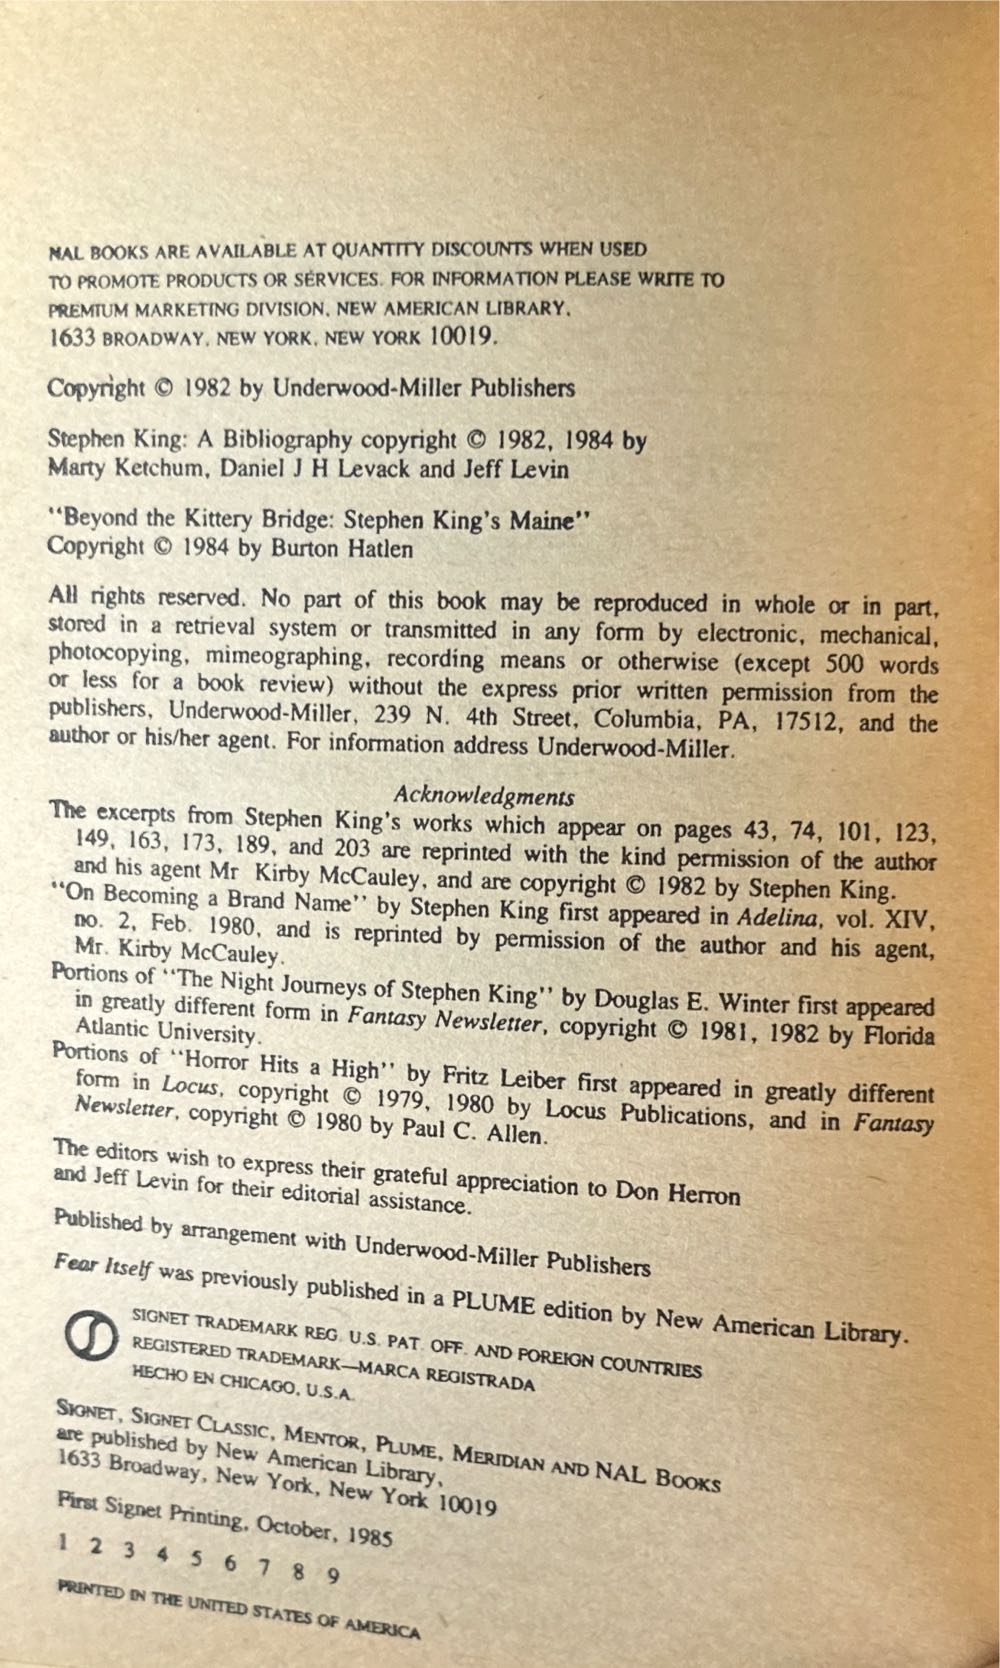 NAL BOOKS ARE AVAILABLE AT QUANTITY DISCOUNTS WHEN USED
TO PROMOTE PRODUCTS OR SERVICES. FOR INFORMATION PLEASE WRITE TO
PREMIUM MARKETING DIVISION, NEW AMERICAN LIBRARY,
1633 BROADWAY, NEW YORK, NEW YORK 10019.
Copyright © 1982 by Underwood-Miller Publishers
Stephen King: A Bibliography copyright © 1982, 1984 by
Marty Ketchum, Daniel J H Levack and Jeff Levin
"Beyond the Kittery Bridge: Stephen King's Maine"
Copyright © 1984 by Burton Hatlen
All rights reserved. No part of this book may be reproduced in whole or in part,
stored in a retrieval system or transmitted in any form by electronic, mechanical,
photocopying, mimeographing, recording means or otherwise (except 500 words
or less for a book review) without the express prior written permission from the
publishers, Underwood-Miller, 239 N. 4th Street, Columbia, PA, 17512, and the
author or his/her agent. For information address Underwood-Miller.
Acknowledgments
The excerpts from Stephen King's works which appear on pages 43, 74, 101, 123,
149, 163, 173, 189, and 203 are reprinted with the kind permission of the author
and his agent Mr Kirby McCauley, and are copyright © 1982 by Stephen King.
"On Becoming a Brand Name" by Stephen King first appeared in Adelina, vol. XIV,
no. 2, Feb. 1980, and is reprinted by permission of the author and his agent,
Mr. Kirby McCauley.
Portions of "The Night Journeys of Stephen King" by Douglas E. Winter first appeared
in greatly different form in Fantasy Newsletter, copyright © 1981, 1982 by Florida
Atlantic University.
Portions of "Horror Hits a High" by Fritz Leiber first appeared in greatly different
form in Locus, copyright © 1979, 1980 by Locus Publications, and in Fantasy
Newsletter, copyright © 1980 by Paul C. Allen.
The editors wish to express their grateful appreciation to Don Herron
and Jeff Levin for their editorial assistance.
Published by arrangement with Underwood-Miller Publishers
Fear Itself was previously published in a PLUME edition by New American Library.
SIGNET TRADEMARK REG. U.S. PAT. OFF. AND FOREIGN COUNTRIES
REGISTERED TRADEMARK—MARCA REGISTRADA
HECHO EN CHICAGO, U.S.A.
SIGNET, SIGNET CLASSIC, MENTOR, PLUME, MERIDIAN AND NAL BOOKS
are published by New American Library,
1633 Broadway, New York, New York 10019
First Signet Printing, October, 1985
1 2 3 4 5 6 7 8 9
PRINTED IN THE UNITED STATES OF AMERICA